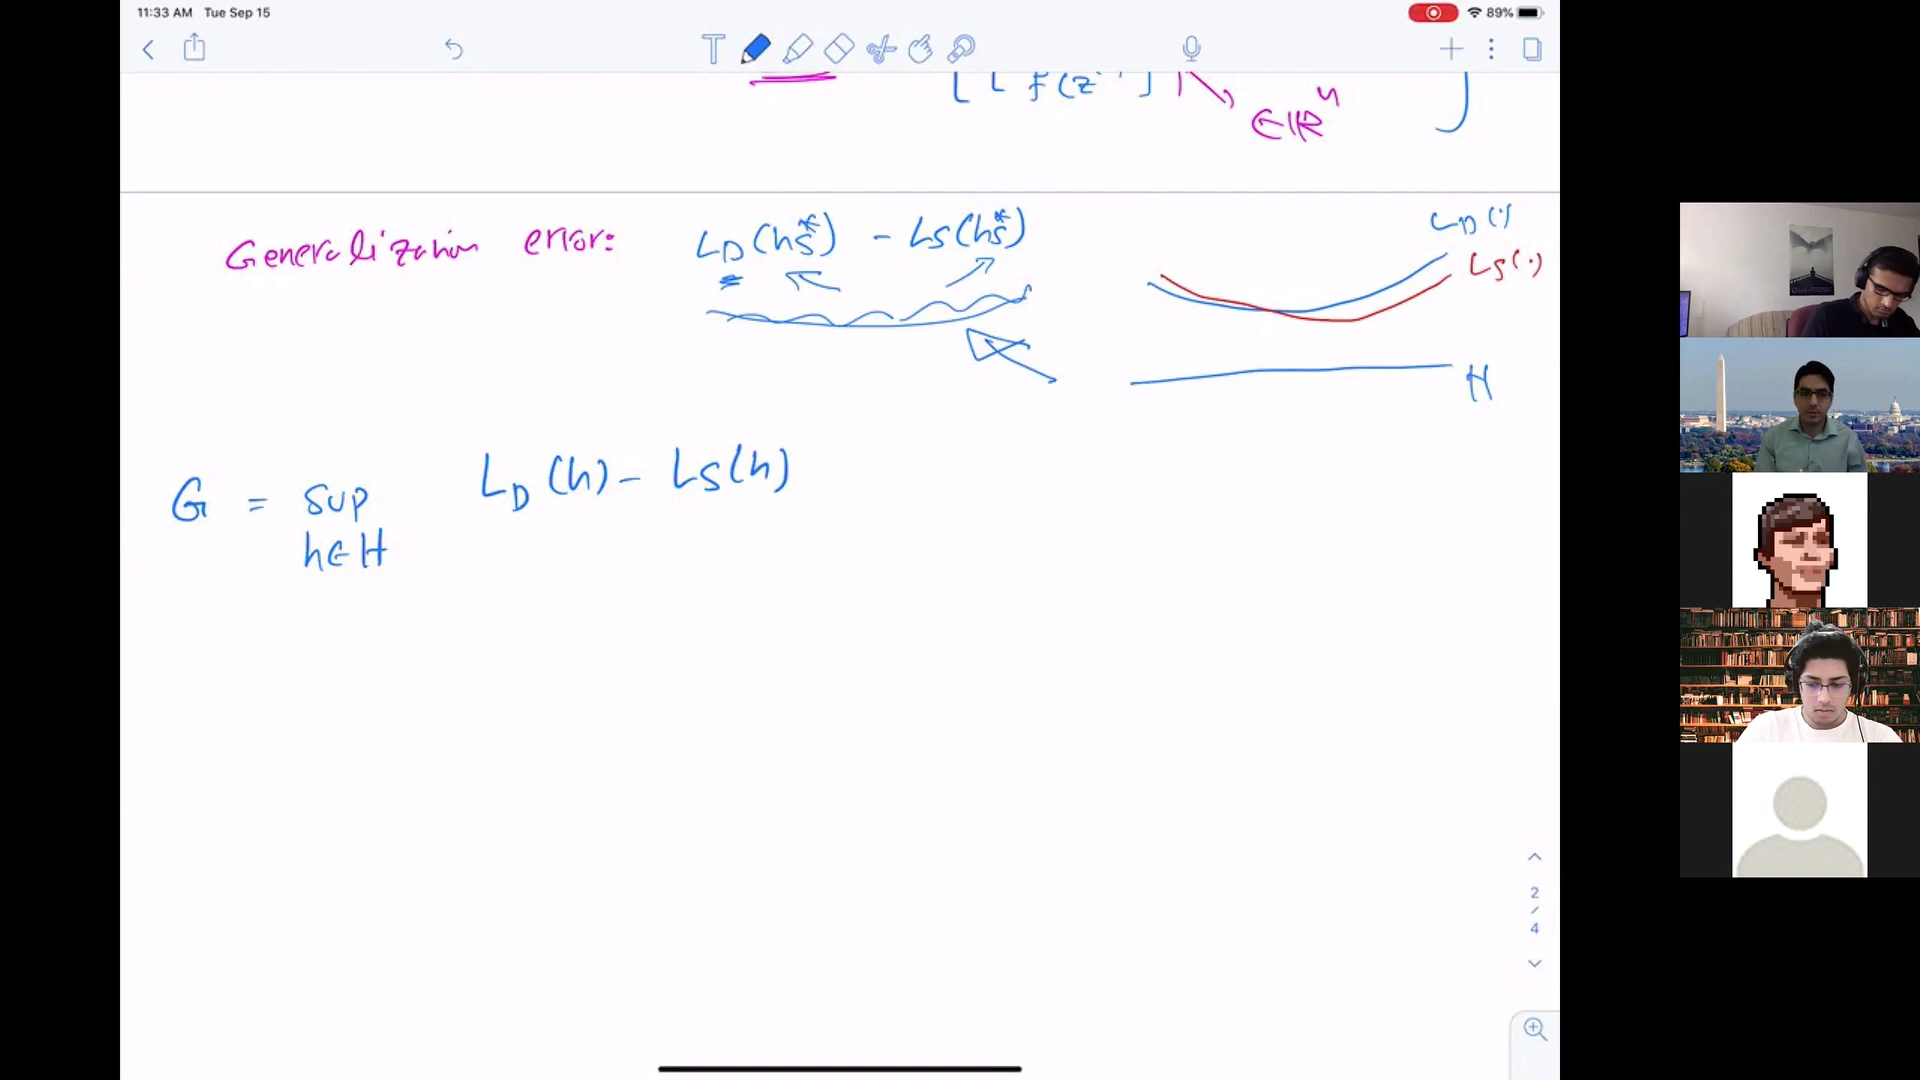 11:33 AM Tue Sep 15 89%
T
f(z
∈ℝⁿ
Generalization error: L_D(h_S^*) - L_S(h_S^*)
L_D(·)
L_S(·)
H
G = sup L_D(h) - L_S(h)
h∈H
2
/
4